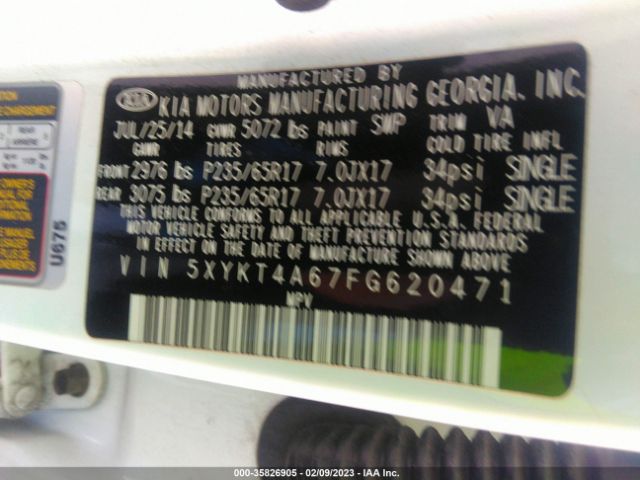 MANUFACTURED BY
KIA KIA MOTORS MANUFACTURING GEORGIA, INC.
JUL/25/14 GVWR 5072 lbs PAINT SWP TRIM VA
GAWR TIRES RIMS COLD TIRE INFL
FRONT 2976 lbs P235/65R17 7.0JX17 34psi SINGLE
REAR 3075 lbs P235/65R17 7.0JX17 34psi SINGLE
THIS VEHICLE CONFORMS TO ALL APPLICABLE U.S.A. FEDERAL
MOTOR VEHICLE SAFETY AND THEFT PREVENTION STANDARDS
IN EFFECT ON THE DATE OF MANUFACTURE SHOWN ABOVE.
VIN 5XYKT4A67FG620471
MPV
U675
000-35826905 - 02/09/2023 - IAA Inc.